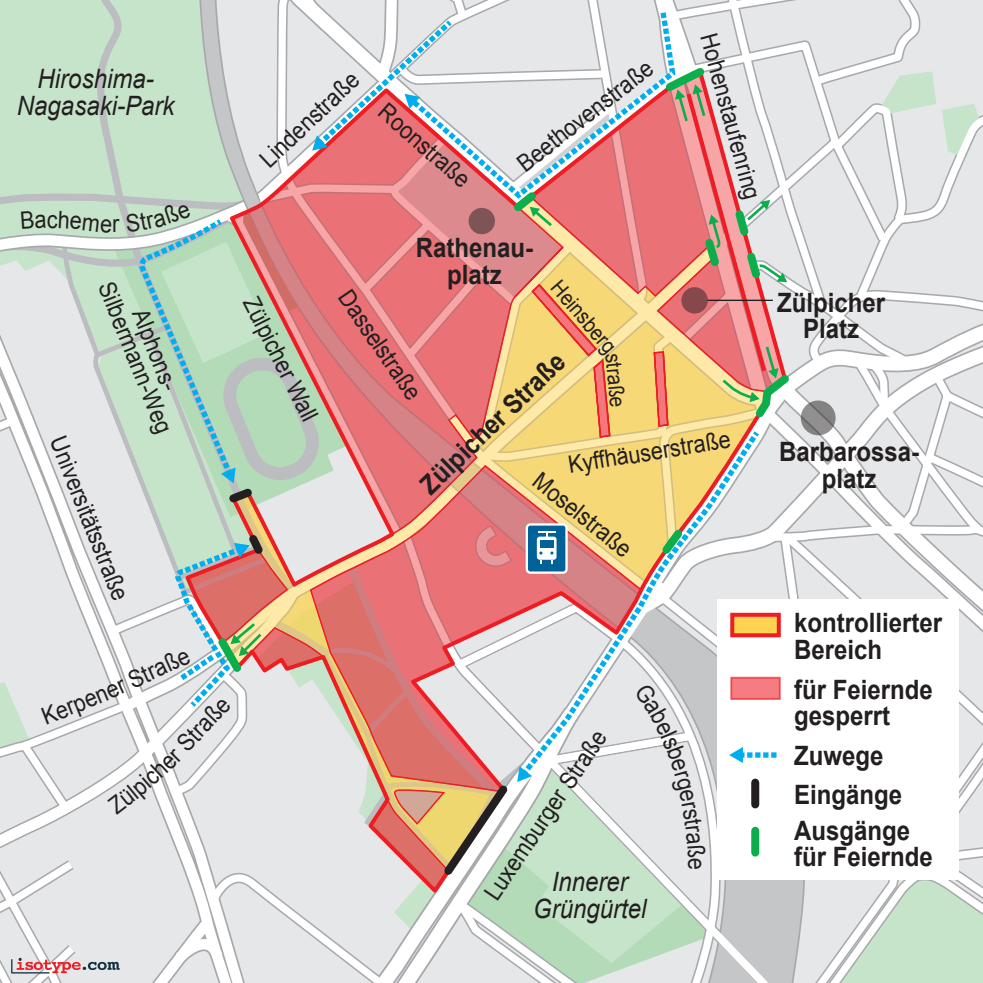 Hiroshima-
Nagasaki-Park
Lindenstraße
Roonstraße
Beethovenstraße
Hohenstaufenring
Bachemer Straße
Rathenau-
platz
Zülpicher
Platz
Heinsbergstraße
Dasselstraße
Zülpicher Wall
Alphons-
Silbermann-Weg
Zülpicher Straße
Kyffhäuserstraße
Barbarossa-
platz
Moselstraße
Universitätsstraße
Kerpener Straße
Zülpicher Straße
Gabelsbergerstraße
Luxemburger Straße
Innerer
Grüngürtel
kontrollierter
Bereich
für Feiernde
gesperrt
Zuwege
Eingänge
Ausgänge
für Feiernde
isotype.com